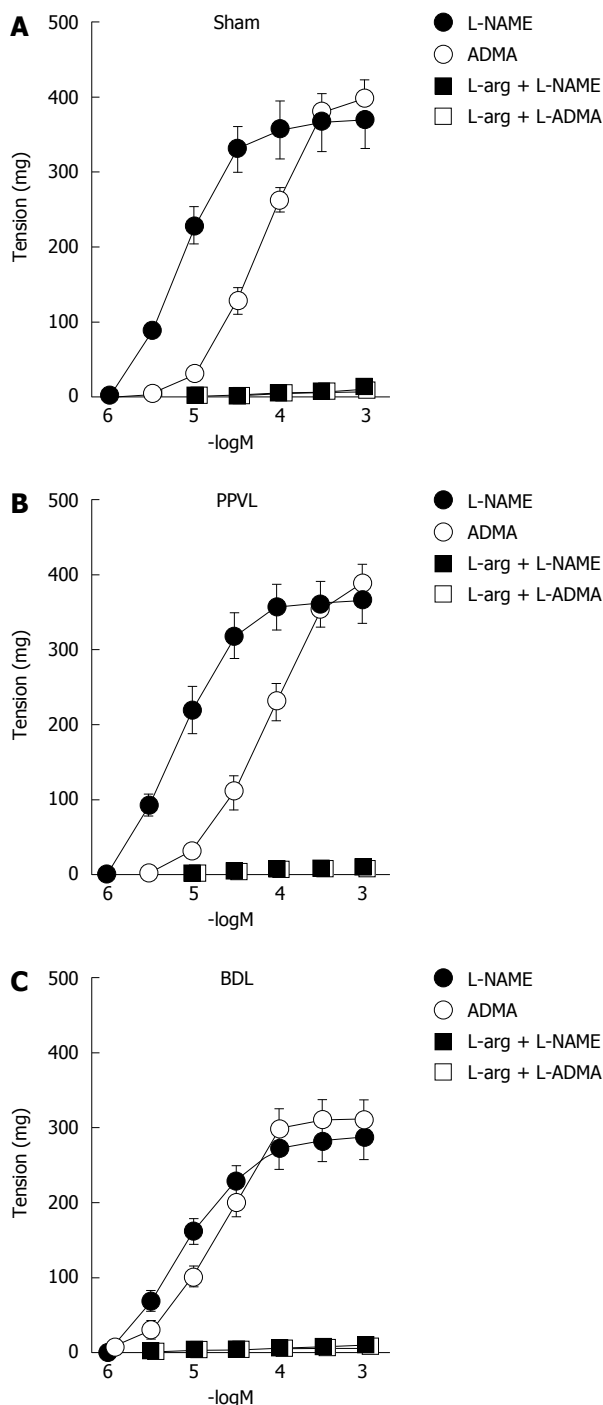 A
Sham
500
400
300
200
100
0
Tension (mg)
6 5 4 3
-logM
L-NAME
ADMA
L-arg + L-NAME
L-arg + L-ADMA
B
PPVL
500
400
300
200
100
0
Tension (mg)
6 5 4 3
-logM
L-NAME
ADMA
L-arg + L-NAME
L-arg + L-ADMA
C
BDL
500
400
300
200
100
0
Tension (mg)
6 5 4 3
-logM
L-NAME
ADMA
L-arg + L-NAME
L-arg + L-ADMA